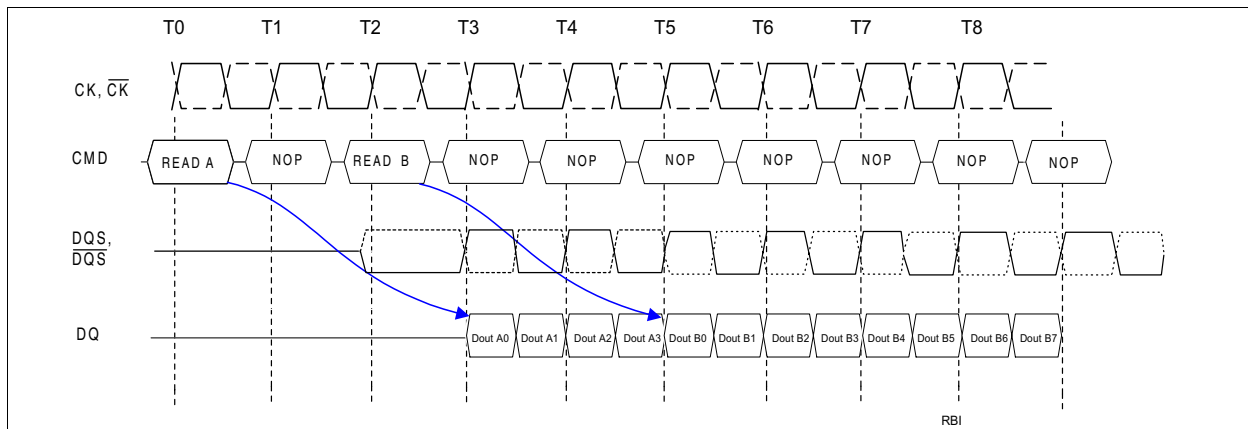 T0 T1 T2 T3 T4 T5 T6 T7 T8
CK, CK
CMD READ A NOP READ B NOP NOP NOP NOP NOP NOP NOP
DQS,
DQS
DQ Dout A0 Dout A1 Dout A2 Dout A3 Dout B0 Dout B1 Dout B2 Dout B3 Dout B4 Dout B5 Dout B6 Dout B7
RBI